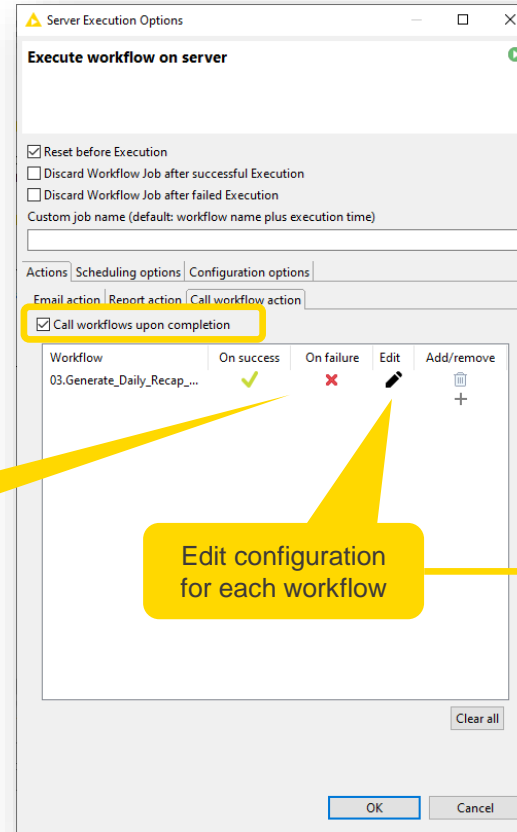 Server Execution Options
Execute workflow on server
Reset before Execution
Discard Workflow Job after successful Execution
Discard Workflow Job after failed Execution
Custom job name (default: workflow name plus execution time)
Actions Scheduling options Configuration options
Email action Report action Call workflow action
Call workflows upon completion
Workflow On success On failure Edit Add/remove
03.Generate_Daily_Recap_...
Edit configuration
for each workflow
Clear all
OK Cancel